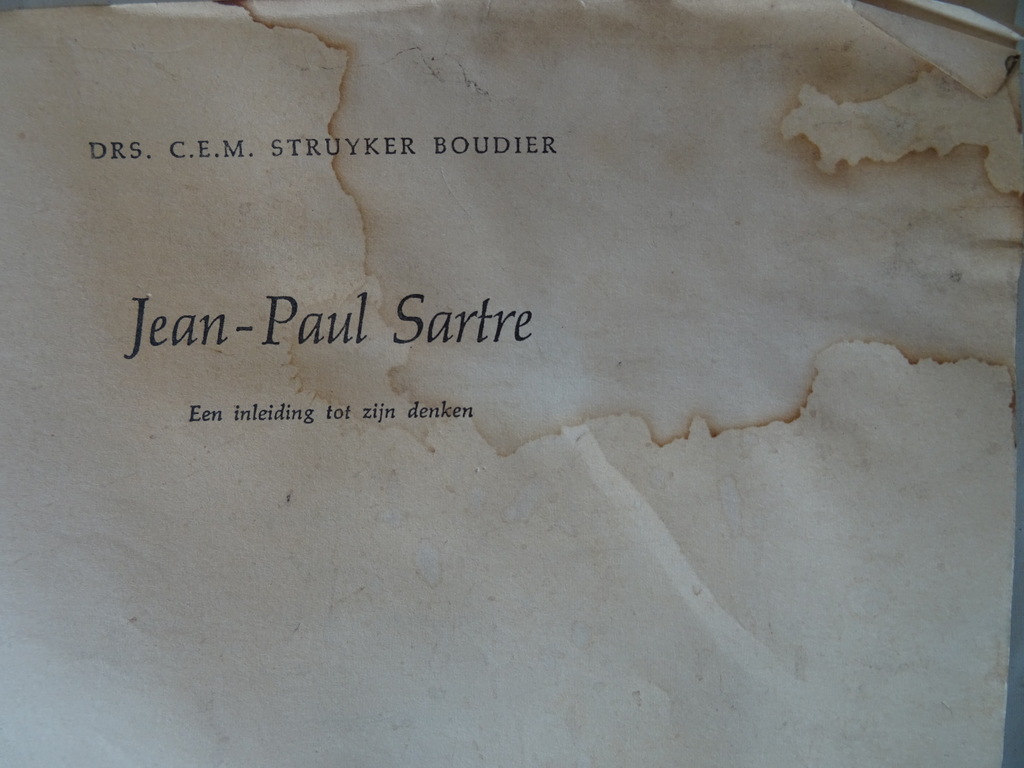 DRS. C.E.M. STRUYKER BOUDIER
Jean-Paul Sartre
Een inleiding tot zijn denken